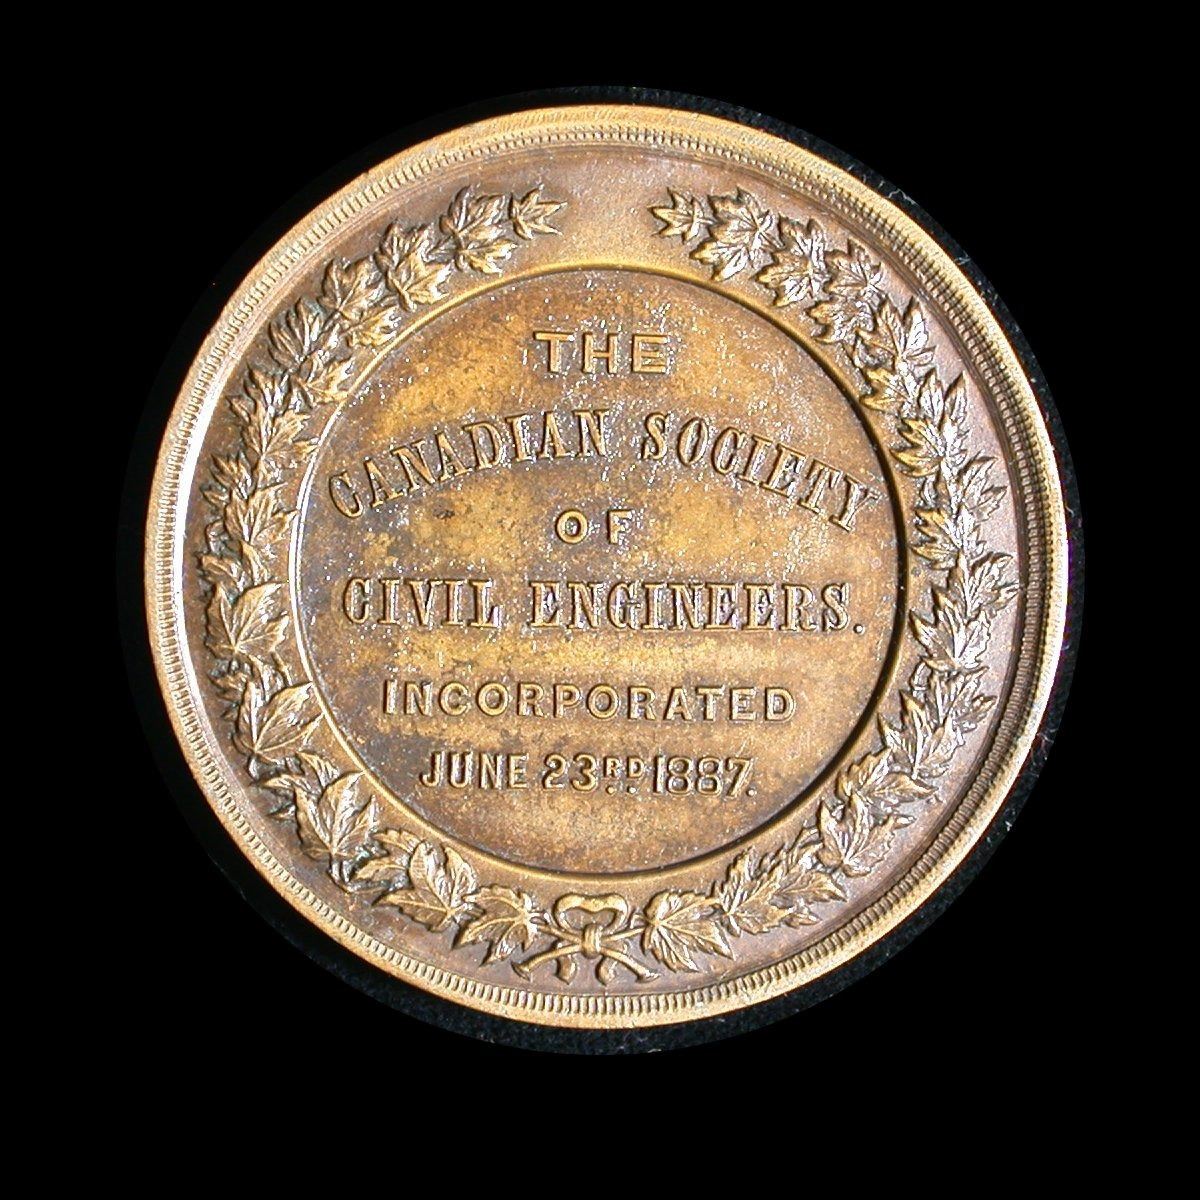 THE
CANADIAN SOCIETY
OF
CIVIL ENGINEERS.
INCORPORATED
JUNE 23RD. 1887.